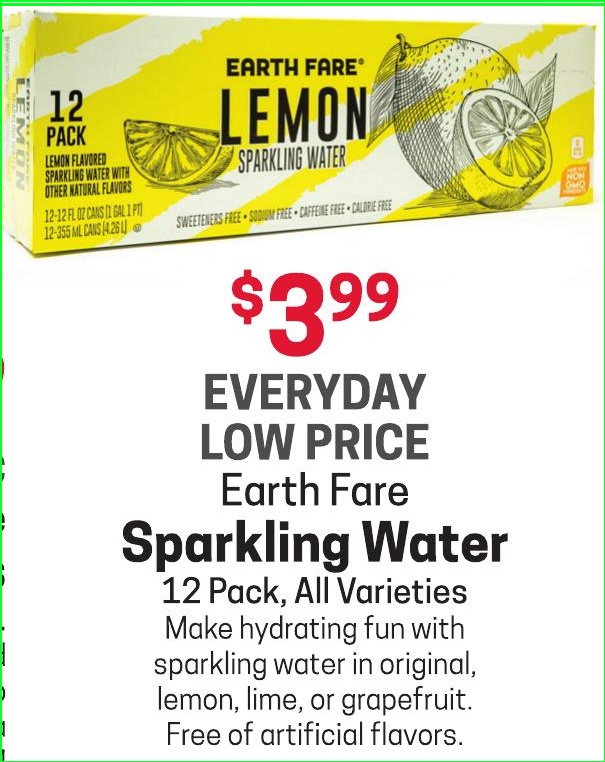 EARTH FARE®
LEMON
SPARKLING WATER
12
PACK
LEMON FLAVORED
SPARKLING WATER WITH
OTHER NATURAL FLAVORS
12-12 FL OZ CANS (1 GAL 1 PT)
12-355 ML CANS (4.26 L)
SWEETENERS FREE • SODIUM FREE • CAFFEINE FREE • CALORIE FREE
EARTH FARE
LEMON
NON
GMO
$3.99
EVERYDAY
LOW PRICE
Earth Fare
Sparkling Water
12 Pack, All Varieties
Make hydrating fun with
sparkling water in original,
lemon, lime, or grapefruit.
Free of artificial flavors.